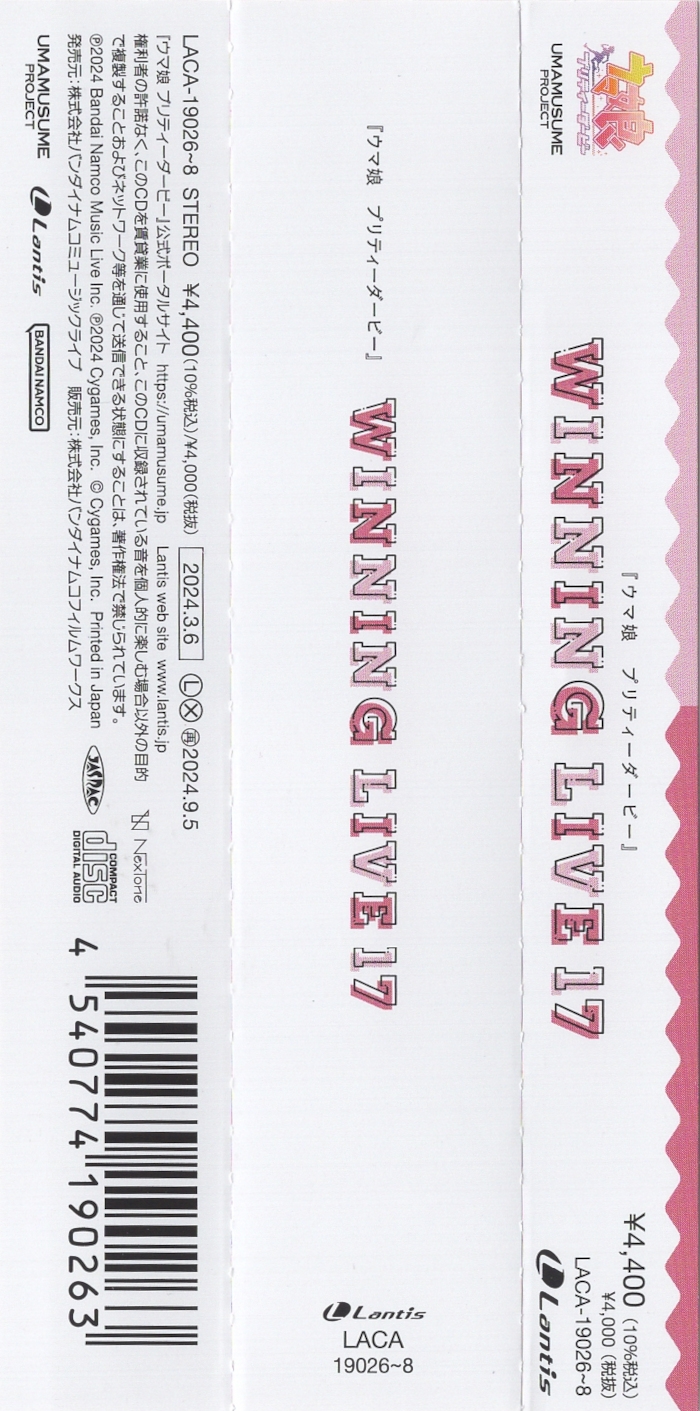 ウマ娘
プリティーダービー
UMAMUSUME
PROJECT
『ウマ娘 プリティーダービー』
WINNING LIVE 17
¥4,400 (10%税込)
¥4,000 (税抜)
LACA-19026~8
Lantis
『ウマ娘 プリティーダービー』
WINNING LIVE 17
Lantis
LACA
19026~8
LACA-19026~8 STEREO ¥4,400(10%税込)/¥4,000(税抜) 2024.3.6 L X 再2024.9.5
『ウマ娘 プリティーダービー』公式ポータルサイト https://umamusume.jp Lantis web site www.lantis.jp
権利者の許諾なく、このCDを賃貸業に使用すること、このCDに収録されている音を個人的に楽しむ場合以外の目的
で複製することおよびネットワーク等を通じて送信できる状態にすることは、著作権法で禁じられています。
℗2024 Bandai Namco Music Live Inc. ℗2024 Cygames, Inc. © Cygames, Inc. Printed in Japan
発売元：株式会社バンダイナムコミュージックライブ 販売元：株式会社バンダイナムコフィルムワークス
UMAMUSUME
PROJECT
Lantis
BANDAI NAMCO
NexTone
JASRAC
COMPACT
disc
DIGITAL AUDIO
4 540774 190263